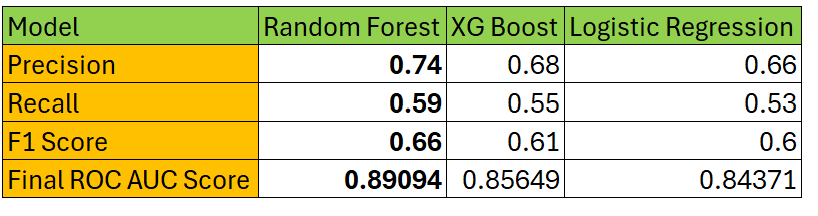 Model Random Forest XG Boost Logistic Regression
Precision 0.74 0.68 0.66
Recall 0.59 0.55 0.53
F1 Score 0.66 0.61 0.6
Final ROC AUC Score 0.89094 0.85649 0.84371